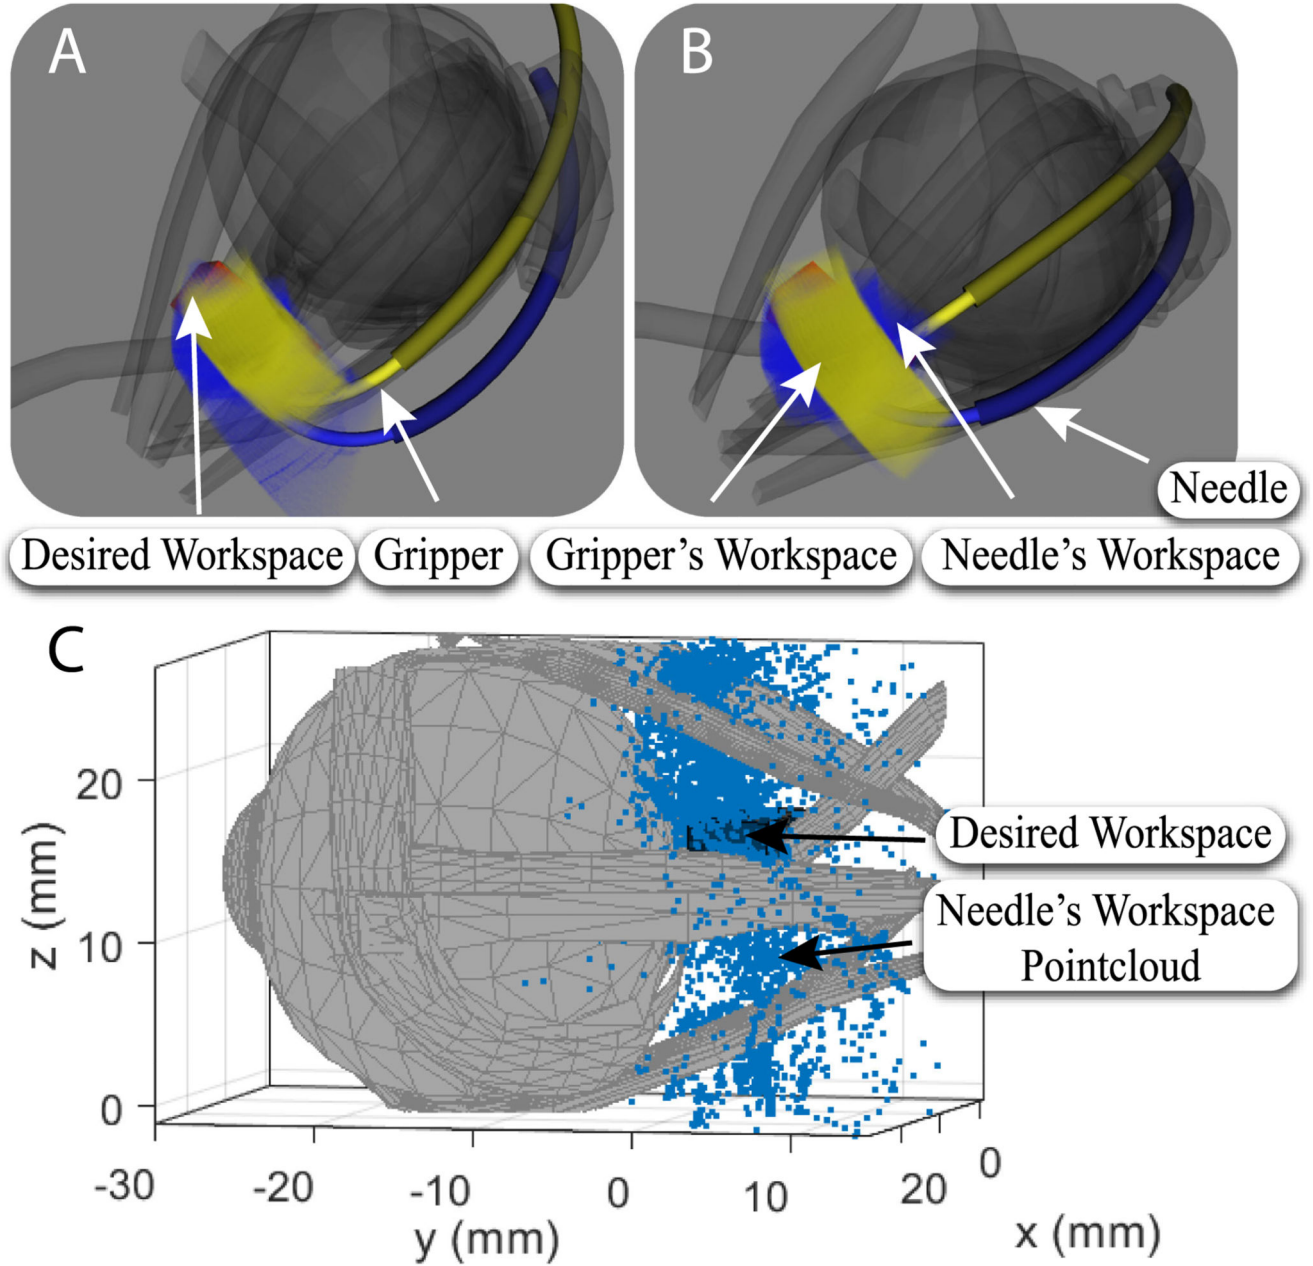 A
B
Needle
Desired Workspace
Gripper
Gripper’s Workspace
Needle’s Workspace
C
20
10
0
z (mm)
Desired Workspace
Needle’s Workspace
Pointcloud
-30
-20
-10
0
10
20
0
y (mm)
x (mm)